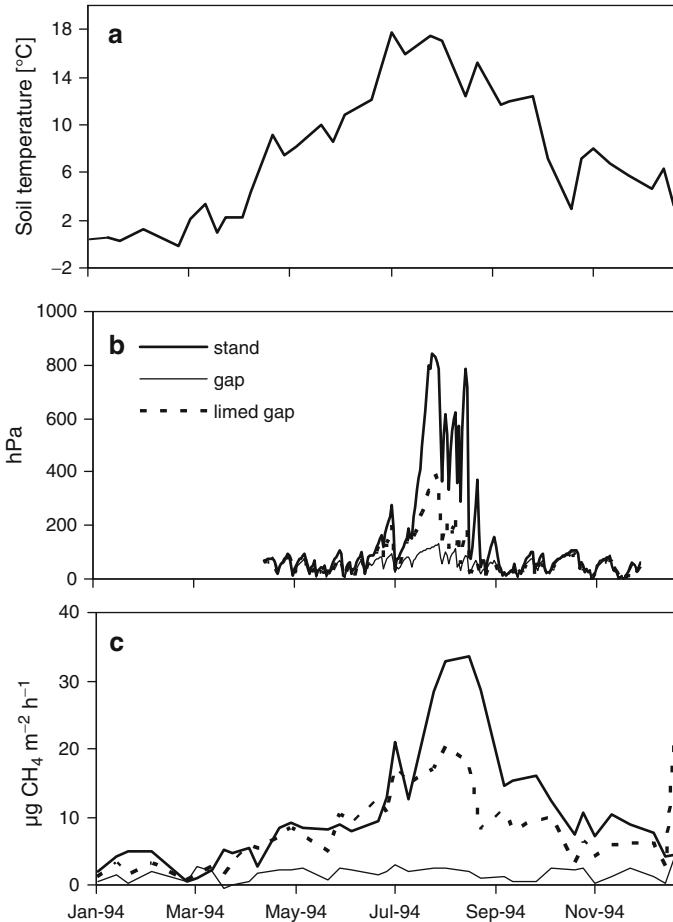 a
Soil temperature [°C]
18
14
10
6
2
−2
b
hPa
1000
800
600
400
200
0
stand
gap
limed gap
c
µg CH₄ m⁻² h⁻¹
40
30
20
10
0
Jan-94 Mar-94 May-94 Jul-94 Sep-94 Nov-94